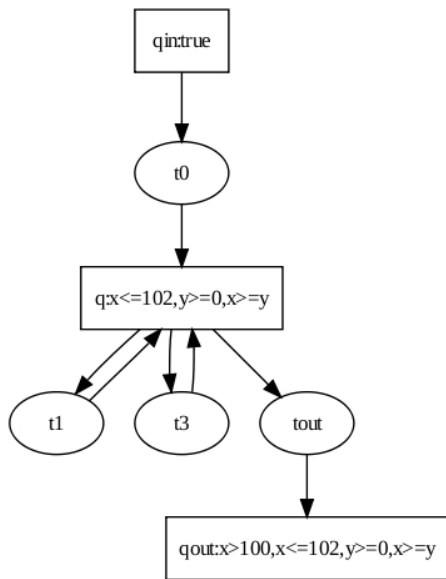 qin:true
t0
q:x<=102,y>=0,x>=y
t1
t3
tout
qout:x>100,x<=102,y>=0,x>=y